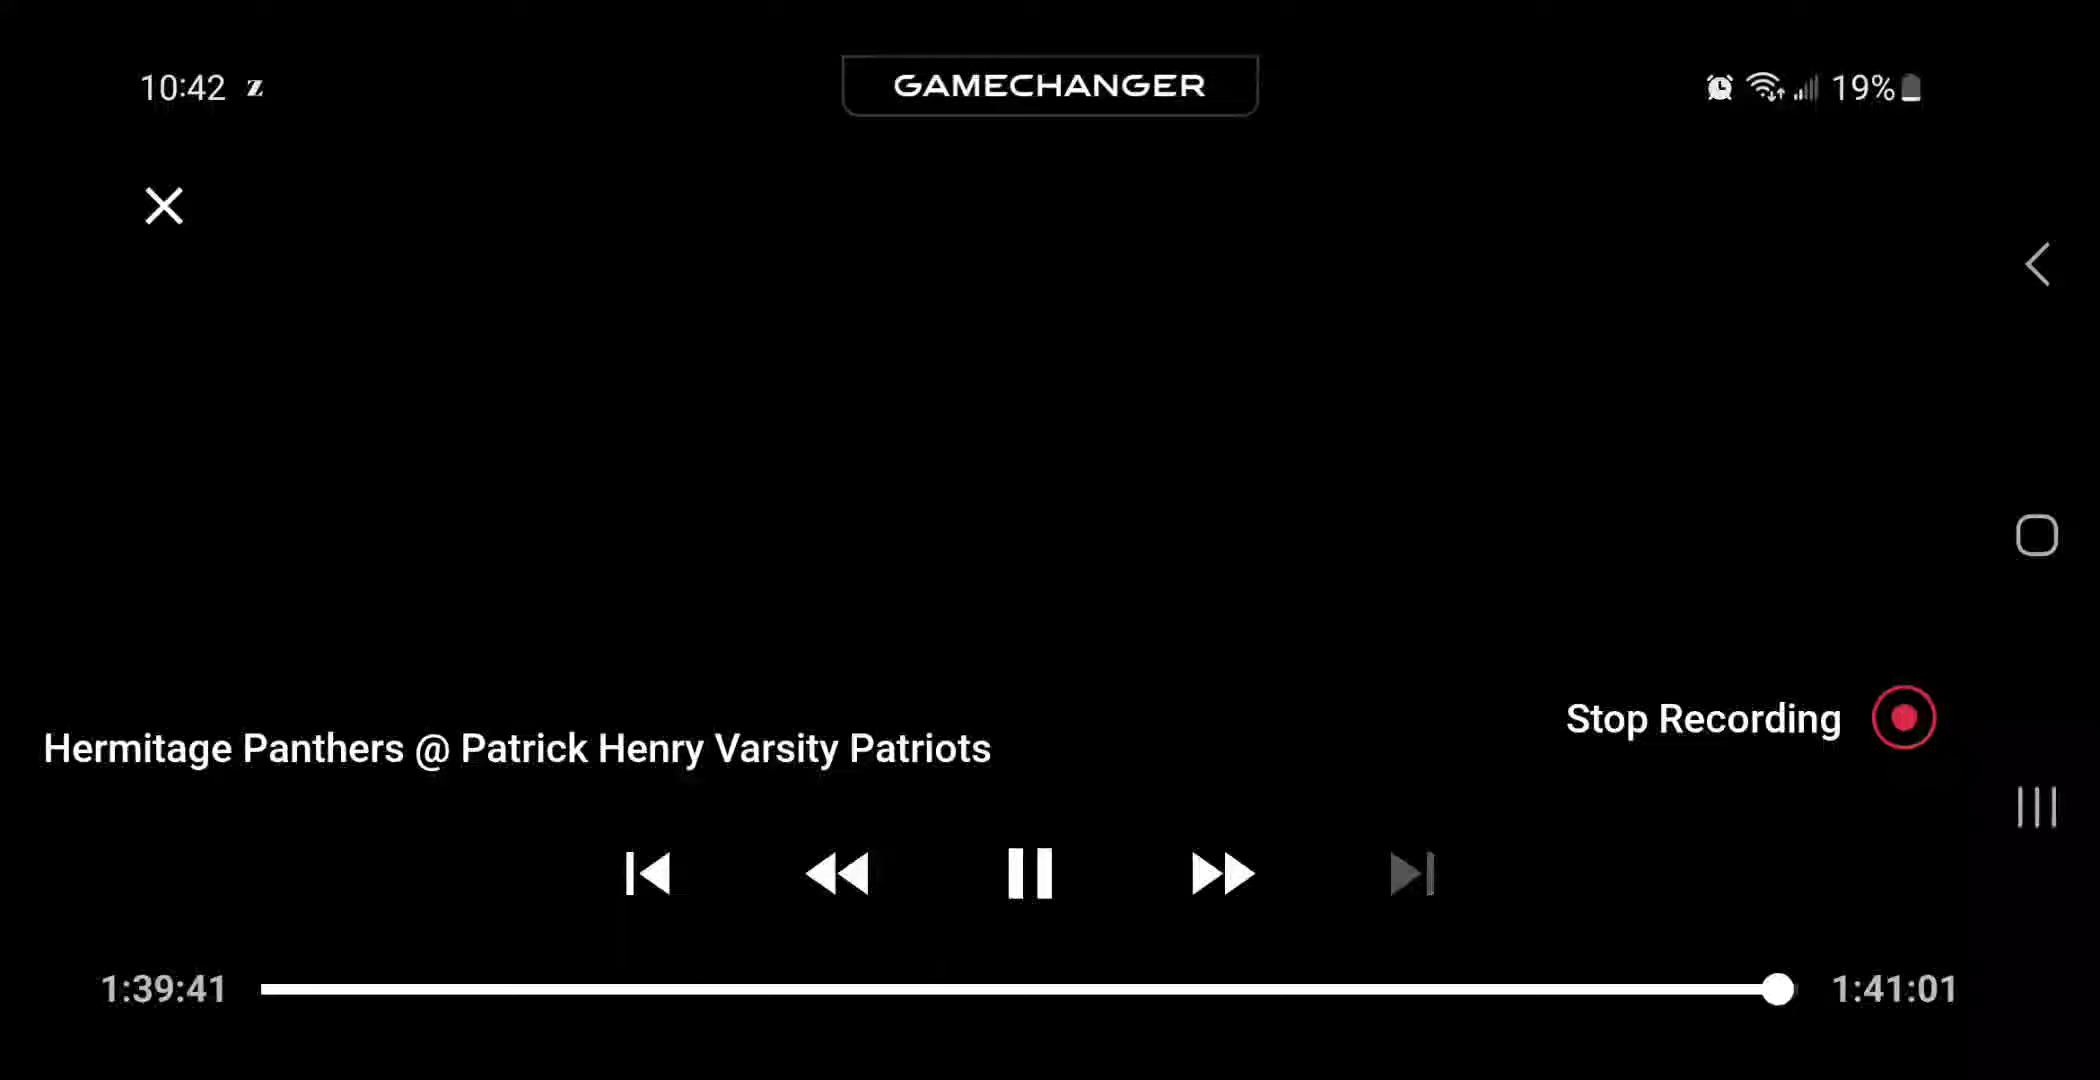 10:42 Z
GAMECHANGER
19%
Stop Recording
Hermitage Panthers @ Patrick Henry Varsity Patriots
1:39:41
1:41:01